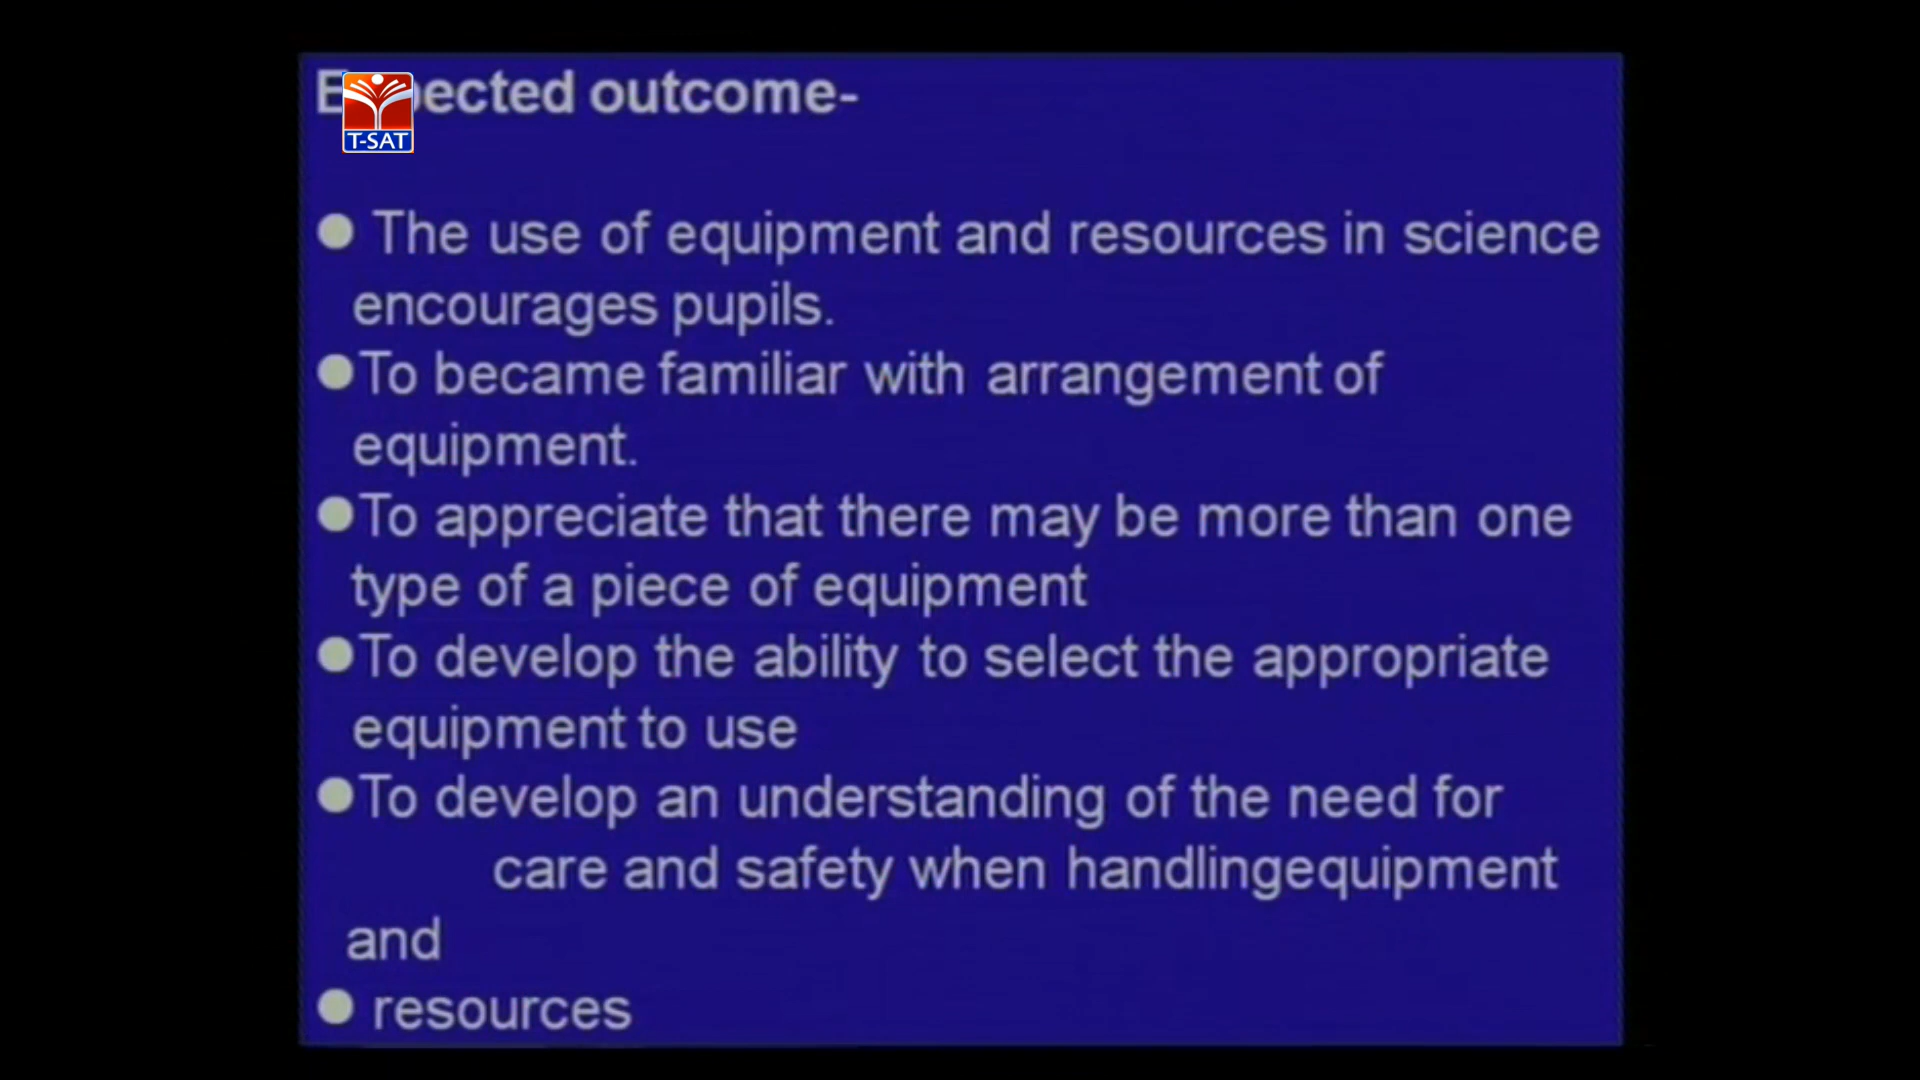 Expected outcome-
T-SAT
● The use of equipment and resources in science
encourages pupils.
●To became familiar with arrangement of
equipment.
●To appreciate that there may be more than one
type of a piece of equipment
●To develop the ability to select the appropriate
equipment to use
●To develop an understanding of the need for
care and safety when handlingequipment
and
● resources